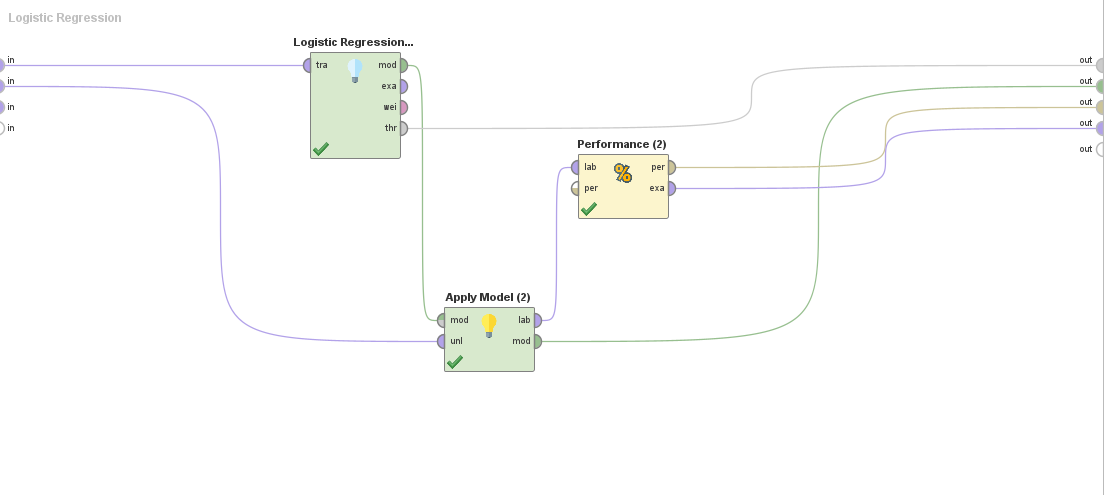 Logistic Regression
in
in
in
in
Logistic Regression...
tra
mod
exa
wei
thr
Performance (2)
lab
per
per
exa
%
Apply Model (2)
mod
lab
unl
mod
out
out
out
out
out